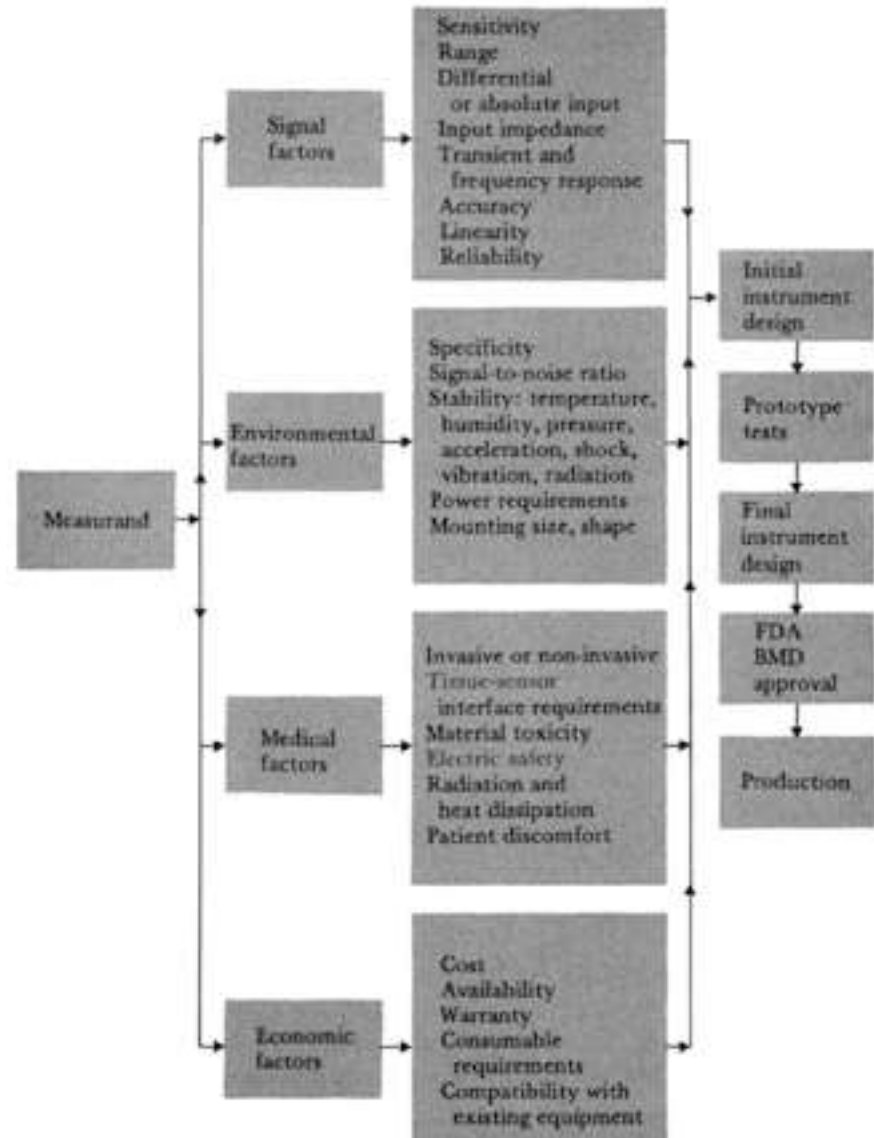 Measurand
Signal
factors
Sensitivity
Range
Differential
or absolute input
Input impedance
Transient and
frequency response
Accuracy
Linearity
Reliability
Environmental
factors
Specificity
Signal-to-noise ratio
Stability: temperature,
humidity, pressure,
acceleration, shock,
vibration, radiation
Power requirements
Mounting size, shape
Medical
factors
Invasive or non-invasive
Tissue-sensor
interface requirements
Material toxicity
Electric safety
Radiation and
heat dissipation
Patient discomfort
Economic
factors
Cost
Availability
Warranty
Consumable
requirements
Compatibility with
existing equipment
Initial
instrument
design
Prototype
tests
Final
instrument
design
FDA
BMD
approval
Production